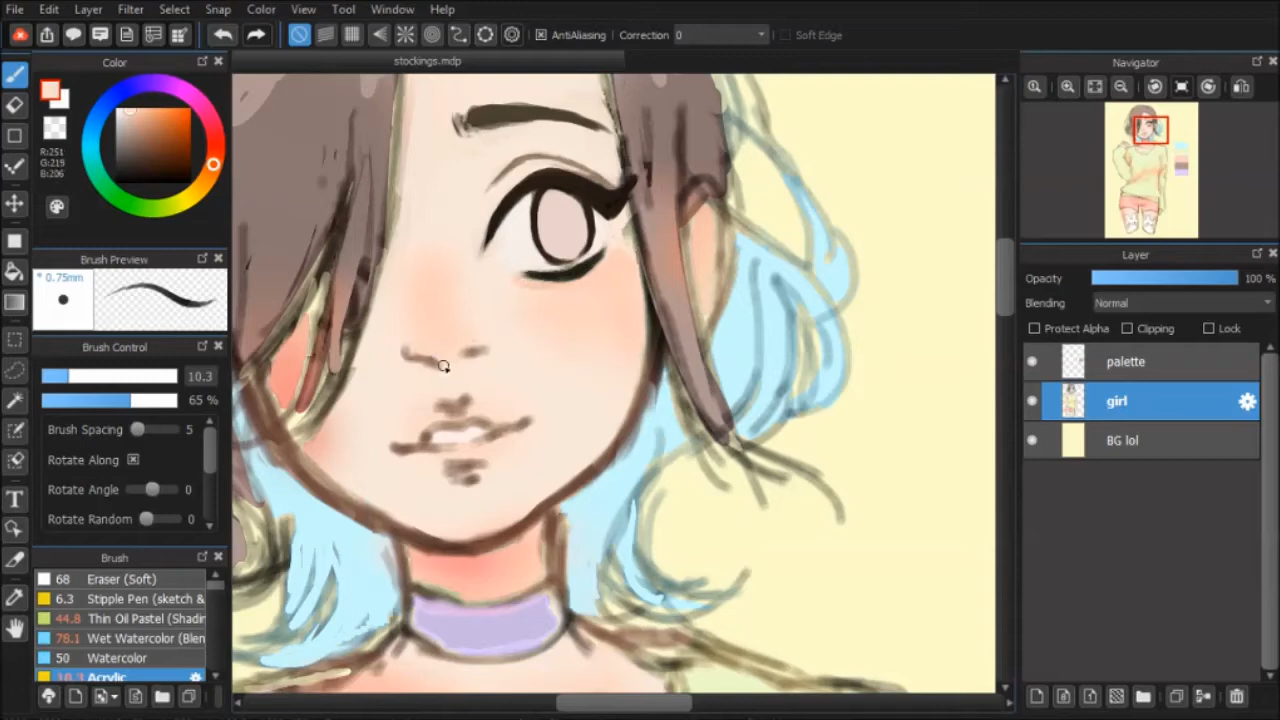 File Edit Layer Filter Select Snap Color View Tool Window Help
AntiAliasing Correction 0 Soft Edge
stockings.mdp
Color
R:251
G:219
B:206
Brush Preview
* 0.75mm
Brush Control
10.3
65 %
Brush Spacing 5
Rotate Along
Rotate Angle 0
Rotate Random 0
Brush
68 Eraser (Soft)
6.3 Stipple Pen (sketch &
44.8 Thin Oil Pastel (Shadir
78.1 Wet Watercolor (Blen
50 Watercolor
10.3 Acrylic
Navigator
Layer
Opacity 100 %
Blending Normal
Protect Alpha Clipping Lock
palette
girl
BG lol